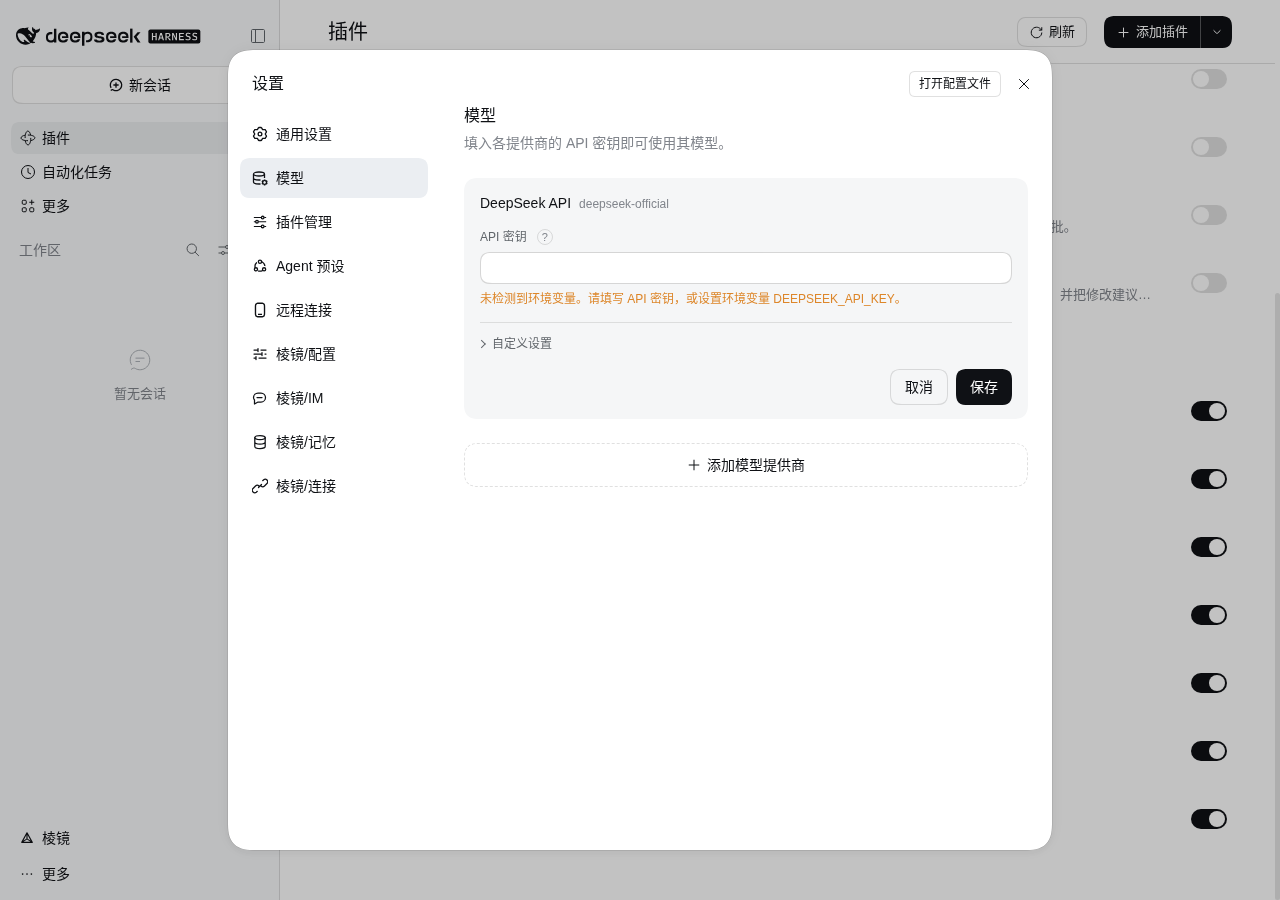 deepseek HARNESS
新会话
插件
自动化任务
更多
工作区
暂无会话
棱镜
更多
插件
刷新
添加插件
批。
并把修改建议…
设置
打开配置文件
通用设置
模型
插件管理
Agent 预设
远程连接
棱镜/配置
棱镜/IM
棱镜/记忆
棱镜/连接
模型
填入各提供商的 API 密钥即可使用其模型。
DeepSeek API deepseek-official
API 密钥 ?
未检测到环境变量。请填写 API 密钥，或设置环境变量 DEEPSEEK_API_KEY。
自定义设置
取消 保存
添加模型提供商